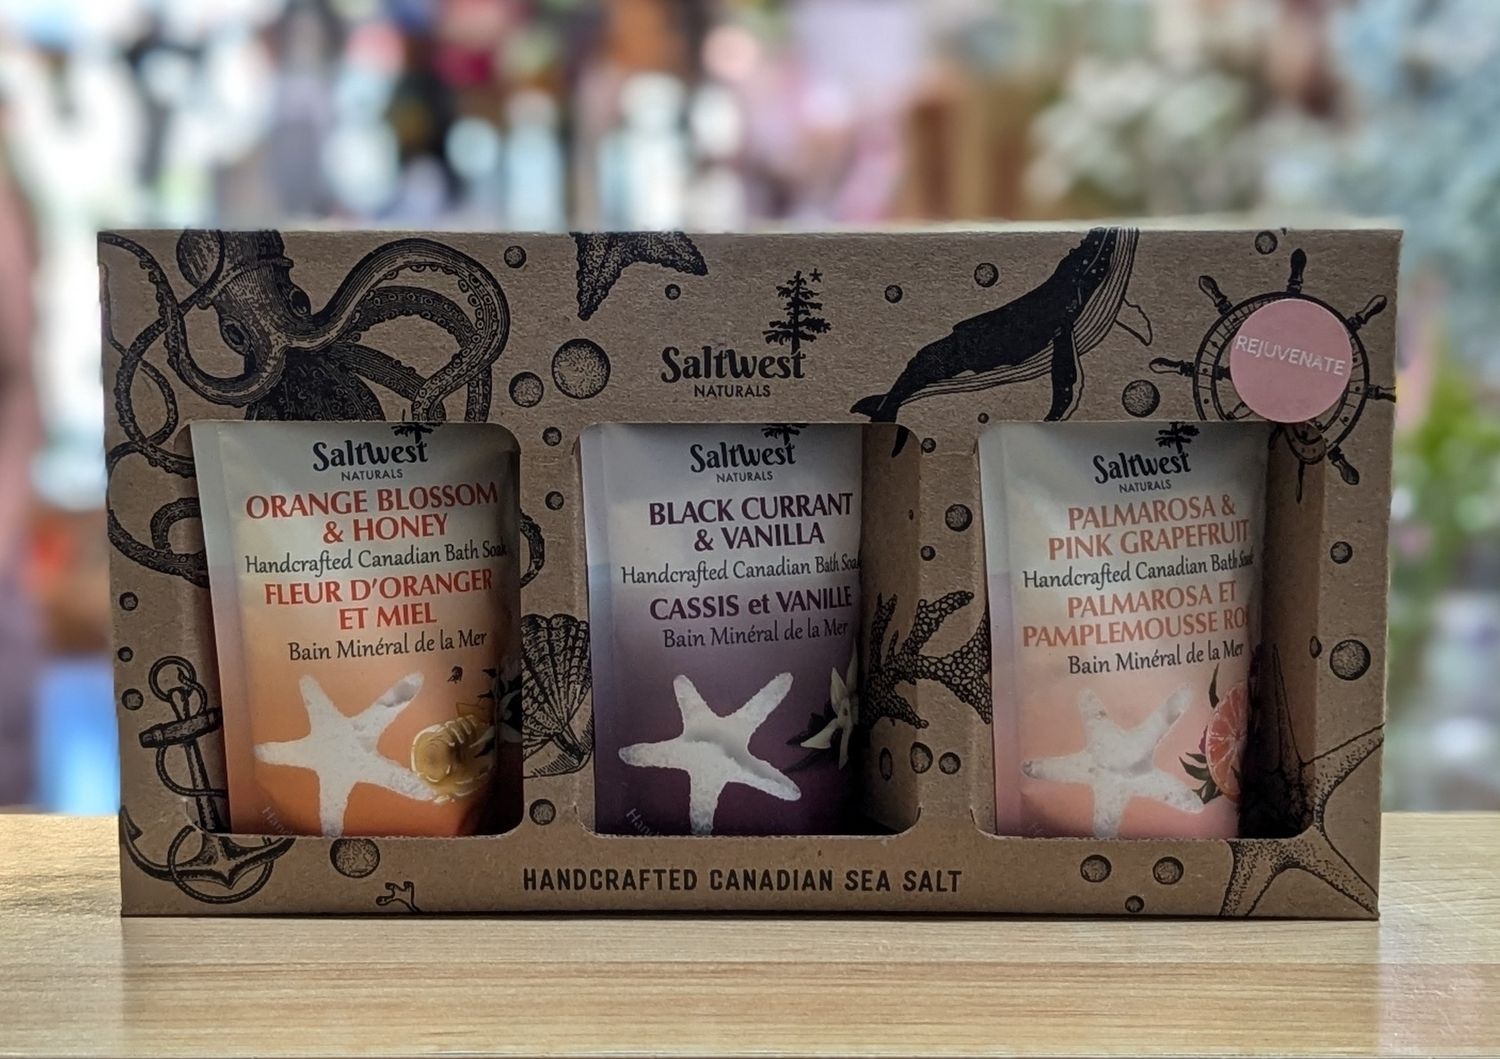 SaltWest
NATURALS
REJUVENATE
SaltWest
NATURALS
ORANGE BLOSSOM
& HONEY
Handcrafted Canadian Bath Soak
FLEUR D'ORANGER
ET MIEL
Bain Minéral de la Mer
SaltWest
NATURALS
BLACK CURRANT
& VANILLA
Handcrafted Canadian Bath Soak
CASSIS et VANILLE
Bain Minéral de la Mer
SaltWest
NATURALS
PALMAROSA &
PINK GRAPEFRUIT
Handcrafted Canadian Bath Soak
PALMAROSA ET
PAMPLEMOUSSE
Bain Minéral de la Mer
HANDCRAFTED CANADIAN SEA SALT